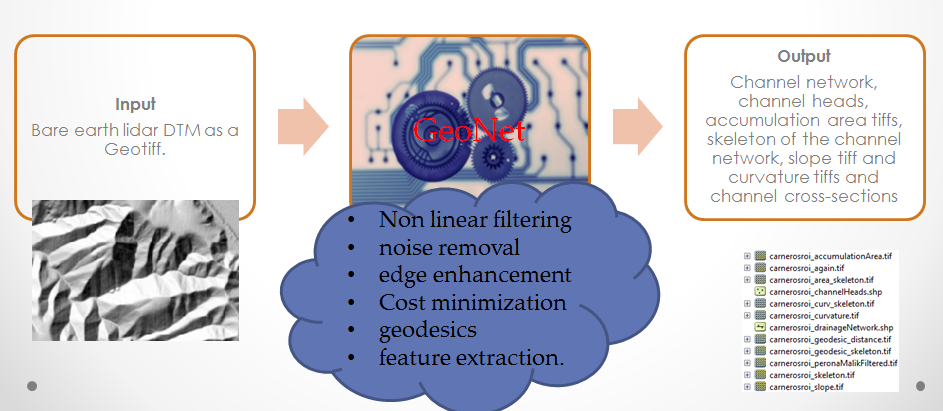 Input
Bare earth lidar DTM as a
Geotiff.
GeoNet
• Non linear filtering
• noise removal
• edge enhancement
• Cost minimization
• geodesics
• feature extraction.
Output
Channel network,
channel heads,
accumulation area tiffs,
skeleton of the channel
network, slope tiff and
curvature tiffs and
channel cross-sections
carnerosroi_accumulationArea.tif
carnerosroi_again.tif
carnerosroi_area_skeleton.tif
carnerosroi_channelHeads.shp
carnerosroi_curv_skeleton.tif
carnerosroi_curvature.tif
carnerosroi_drainageNetwork.shp
carnerosroi_geodesic_distance.tif
carnerosroi_geodesic_skeleton.tif
carnerosroi_peronaMalikFiltered.tif
carnerosroi_skeleton.tif
carnerosroi_slope.tif